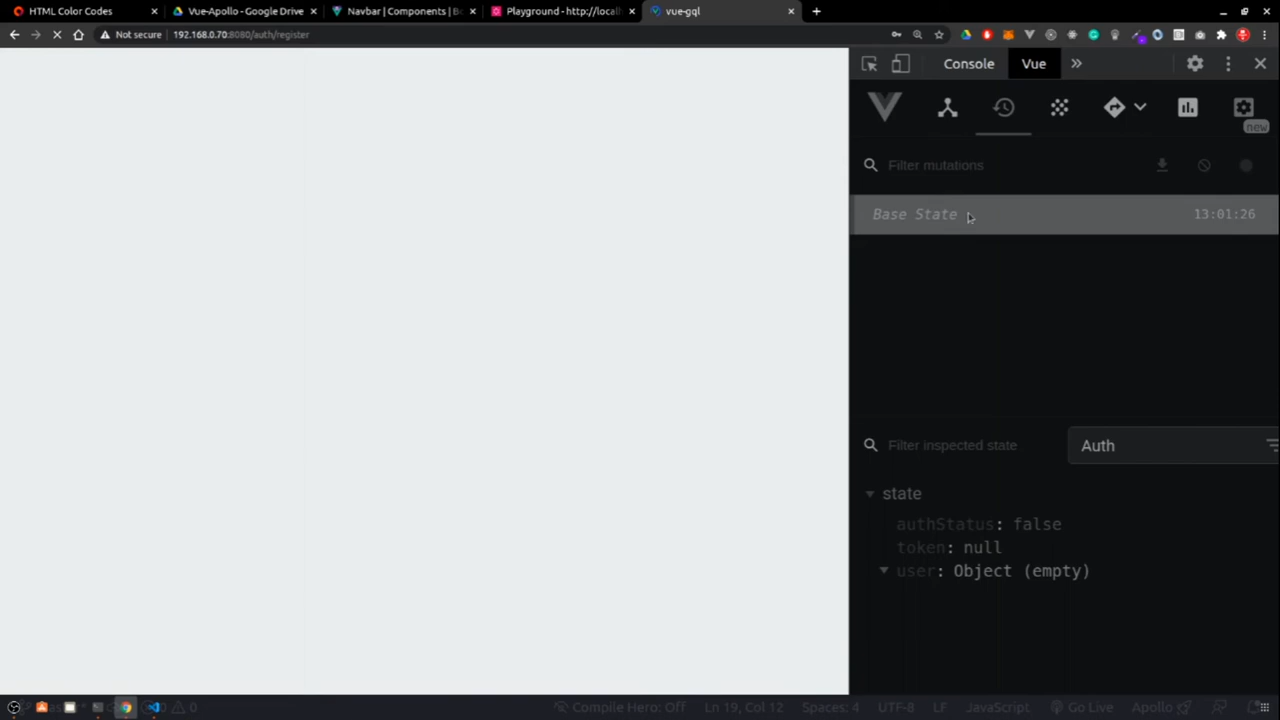 HTML Color Codes
Vue-Apollo - Google Drive
Navbar | Components | Bo
Playground - http://localh
vue-gql
Not secure
192.168.0.70:8080/auth/register
Console
Vue
new
Filter mutations
Base State
13:01:26
Filter inspected state
Auth
state
authStatus: false
token: null
user: Object (empty)
0
Compile Hero: Off
Ln 19, Col 12
Spaces: 4
UTF-8
LF
JavaScript
Go Live
Apollo